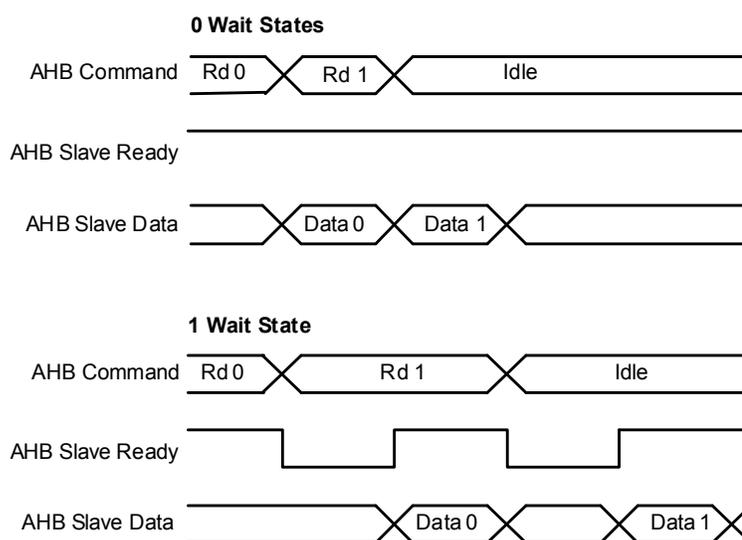 0 Wait States
AHB Command Rd 0 Rd 1 Idle
AHB Slave Ready
AHB Slave Data Data 0 Data 1
1 Wait State
AHB Command Rd 0 Rd 1 Idle
AHB Slave Ready
AHB Slave Data Data 0 Data 1